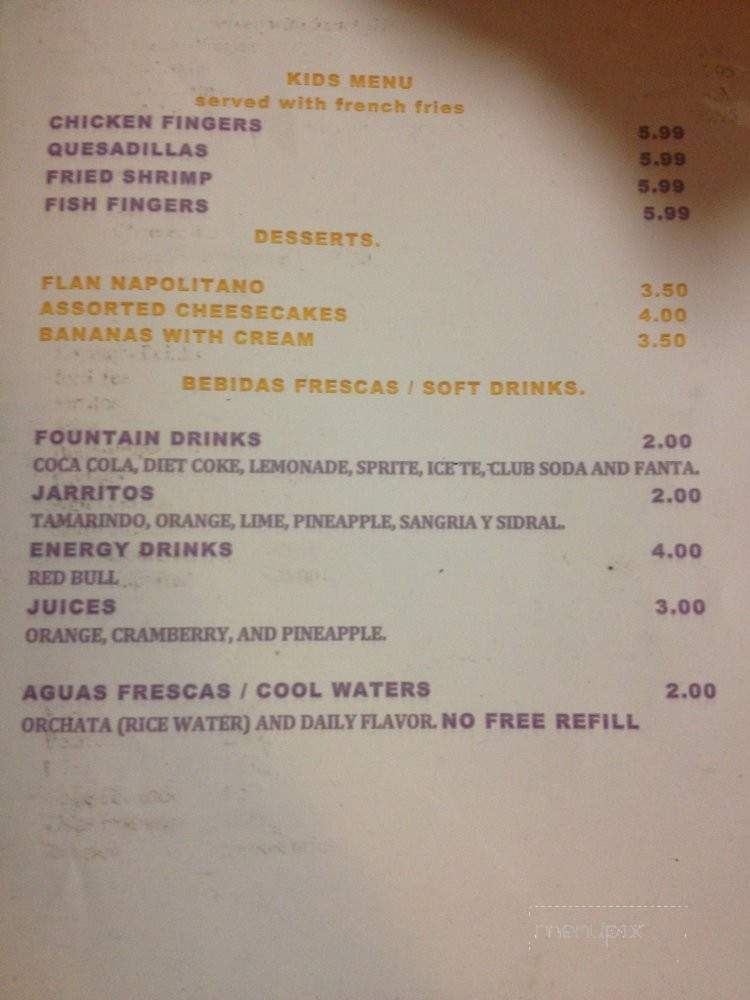 KIDS MENU
served with french fries
CHICKEN FINGERS 5.99
QUESADILLAS 5.99
FRIED SHRIMP 5.99
FISH FINGERS 5.99
DESSERTS.
FLAN NAPOLITANO 3.50
ASSORTED CHEESECAKES 4.00
BANANAS WITH CREAM 3.50
BEBIDAS FRESCAS / SOFT DRINKS.
FOUNTAIN DRINKS 2.00
COCA COLA, DIET COKE, LEMONADE, SPRITE, ICE TE, CLUB SODA AND FANTA.
JARRITOS 2.00
TAMARINDO, ORANGE, LIME, PINEAPPLE, SANGRIA Y SIDRAL.
ENERGY DRINKS 4.00
RED BULL
JUICES 3.00
ORANGE, CRAMBERRY, AND PINEAPPLE.
AGUAS FRESCAS / COOL WATERS 2.00
ORCHATA (RICE WATER) AND DAILY FLAVOR. NO FREE REFILL
menupix